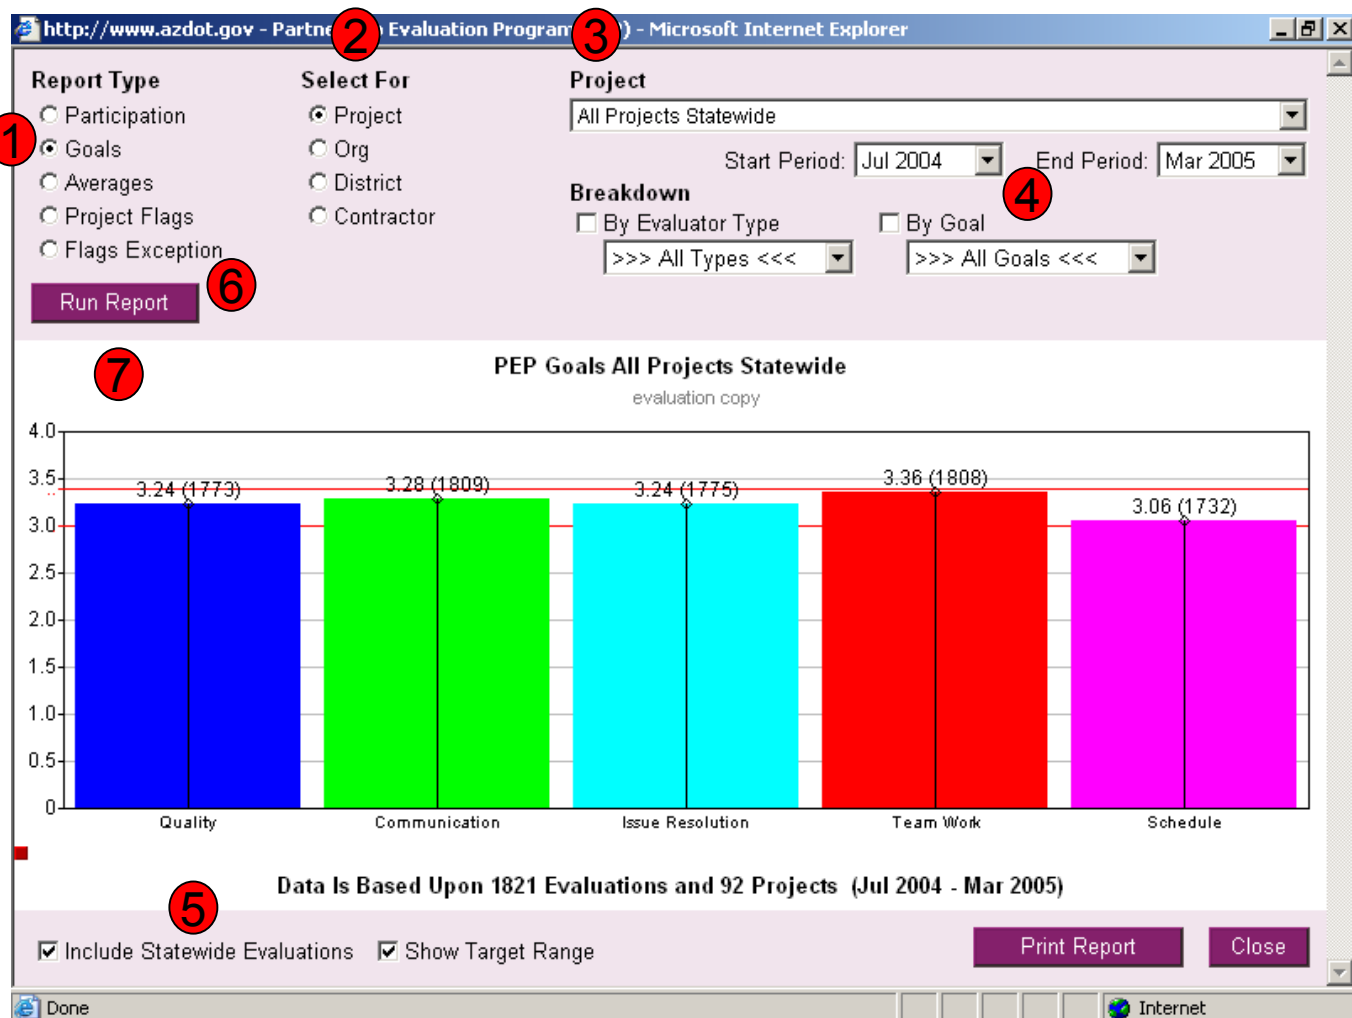 http://www.azdot.gov - Partne Evaluation Program ) - Microsoft Internet Explorer
2
3
Report Type
Select For
Project
Participation
Project
All Projects Statewide
1
Goals
Org
Start Period: Jul 2004
End Period: Mar 2005
Averages
District
Breakdown
4
Project Flags
Contractor
By Evaluator Type
By Goal
Flags Exception
>>> All Types <<<
>>> All Goals <<<
6
Run Report
7
PEP Goals All Projects Statewide
evaluation copy
4.0
3.5
3.0
2.5
2.0
1.5
1.0
0.5
0
3.24 (1773)
3.28 (1809)
3.24 (1775)
3.36 (1808)
3.06 (1732)
Quality
Communication
Issue Resolution
Team Work
Schedule
Data Is Based Upon 1821 Evaluations and 92 Projects (Jul 2004 - Mar 2005)
5
Include Statewide Evaluations
Show Target Range
Print Report
Close
Done
Internet